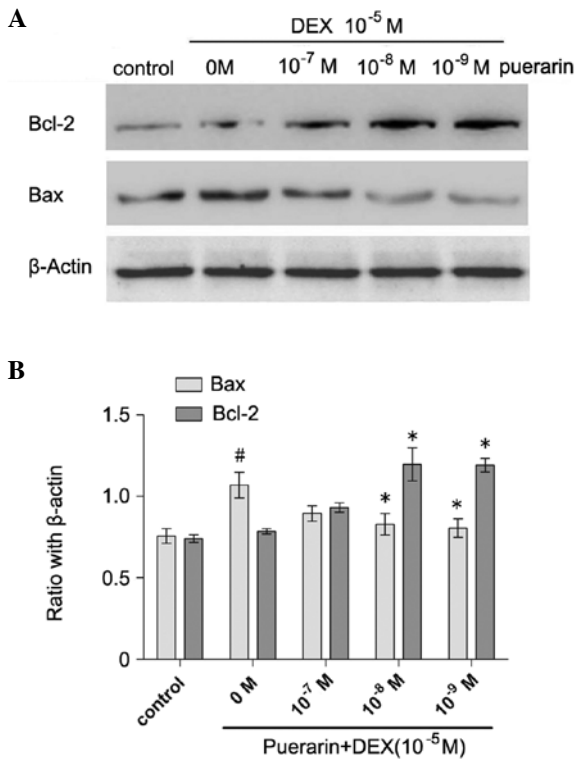 A
DEX 10⁻⁵ M
control 0M 10⁻⁷ M 10⁻⁸ M 10⁻⁹ M puerarin
Bcl-2
Bax
β-Actin
B
Bax
Bcl-2
Ratio with β-actin
1.5
1.0
0.5
0
# * * * *
control 0 M 10⁻⁷ M 10⁻⁸ M 10⁻⁹ M
Puerarin+DEX(10⁻⁵M)